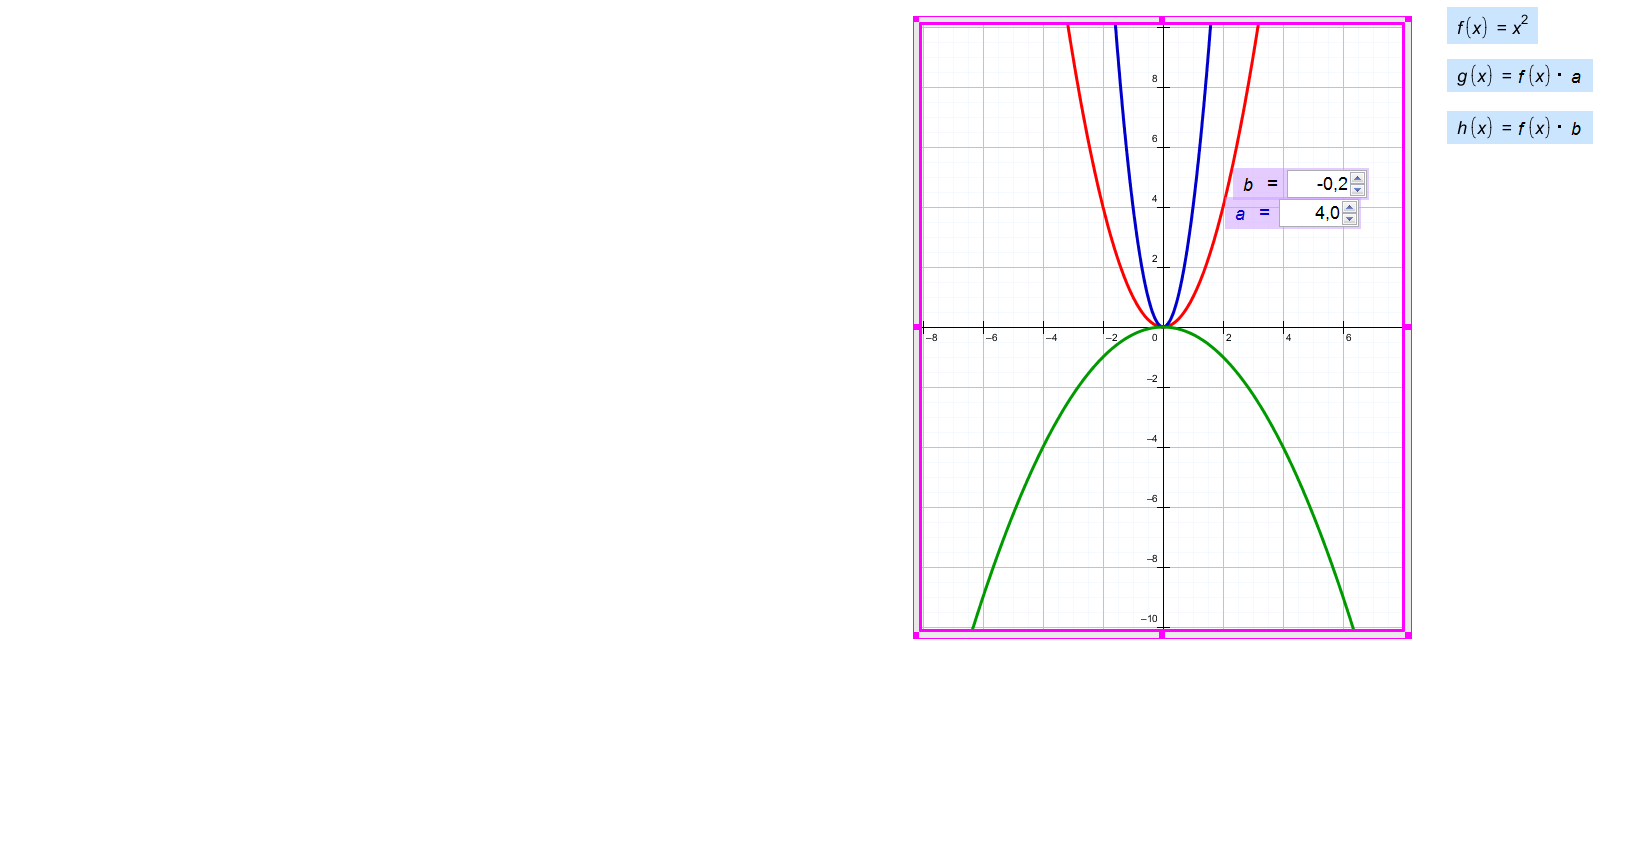 f(x) = x²
g(x) = f(x) · a
h(x) = f(x) · b
8
6
b = -0,2
4
a = 4,0
2
−8 −6 −4 −2 0 2 4 6
−2
−4
−6
−8
−10